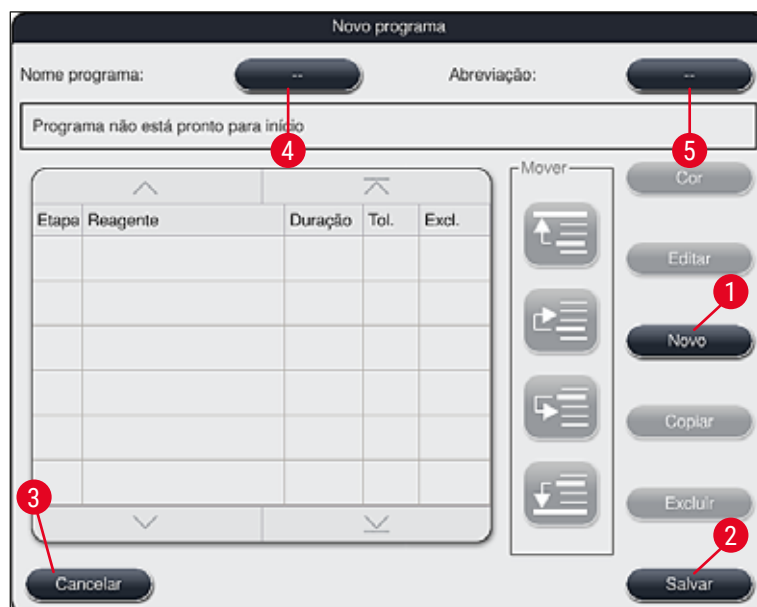 Novo programa
Nome programa:
--
Abreviação:
--
Programa não está pronto para início
4
5
Mover
Cor
Etapa Reagente Duração Tol. Excl.
Editar
1
Novo
Copiar
3
Excluir
2
Cancelar
Salvar